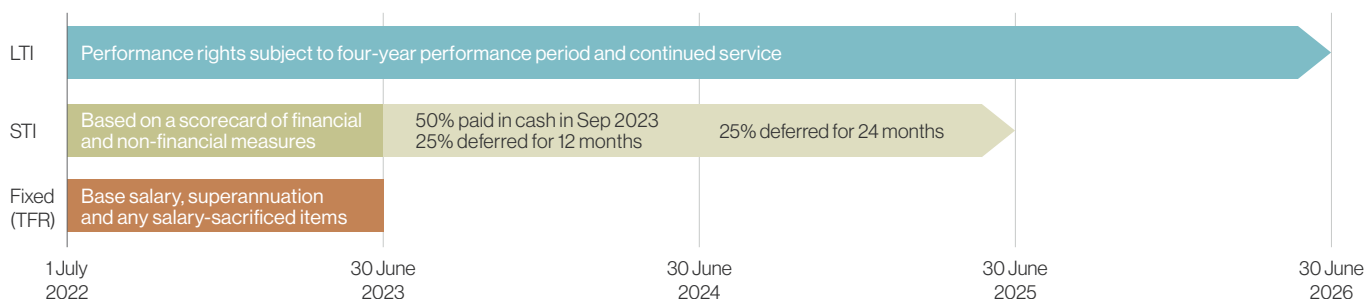 LTI
Performance rights subject to four-year performance period and continued service
STI
Based on a scorecard of financial
and non-financial measures
50% paid in cash in Sep 2023
25% deferred for 12 months
25% deferred for 24 months
Fixed
(TFR)
Base salary, superannuation
and any salary-sacrificed items
1 July
2022
30 June
2023
30 June
2024
30 June
2025
30 June
2026